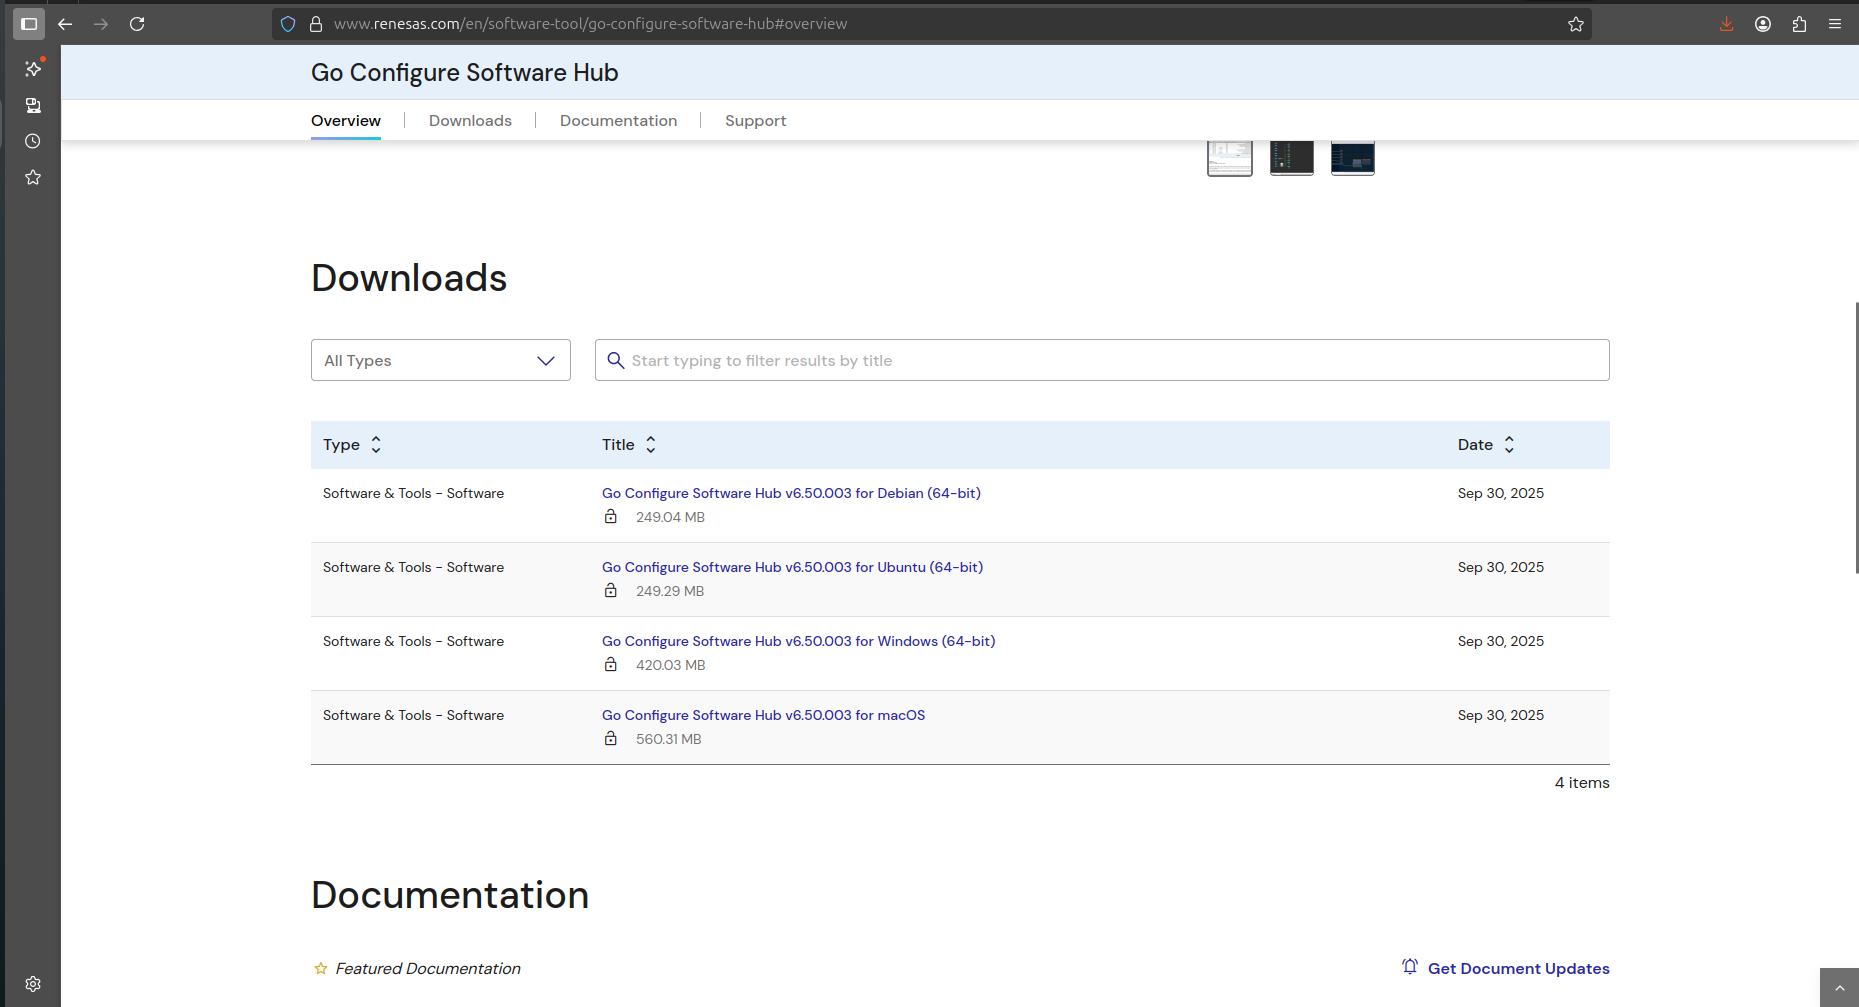 www.renesas.com/en/software-tool/go-configure-software-hub#overview
Go Configure Software Hub
Overview | Downloads | Documentation | Support
Downloads
All Types
Start typing to filter results by title
Type Title Date
Software & Tools - Software Go Configure Software Hub v6.50.003 for Debian (64-bit) Sep 30, 2025
249.04 MB
Software & Tools - Software Go Configure Software Hub v6.50.003 for Ubuntu (64-bit) Sep 30, 2025
249.29 MB
Software & Tools - Software Go Configure Software Hub v6.50.003 for Windows (64-bit) Sep 30, 2025
420.03 MB
Software & Tools - Software Go Configure Software Hub v6.50.003 for macOS Sep 30, 2025
560.31 MB
4 items
Documentation
Featured Documentation Get Document Updates